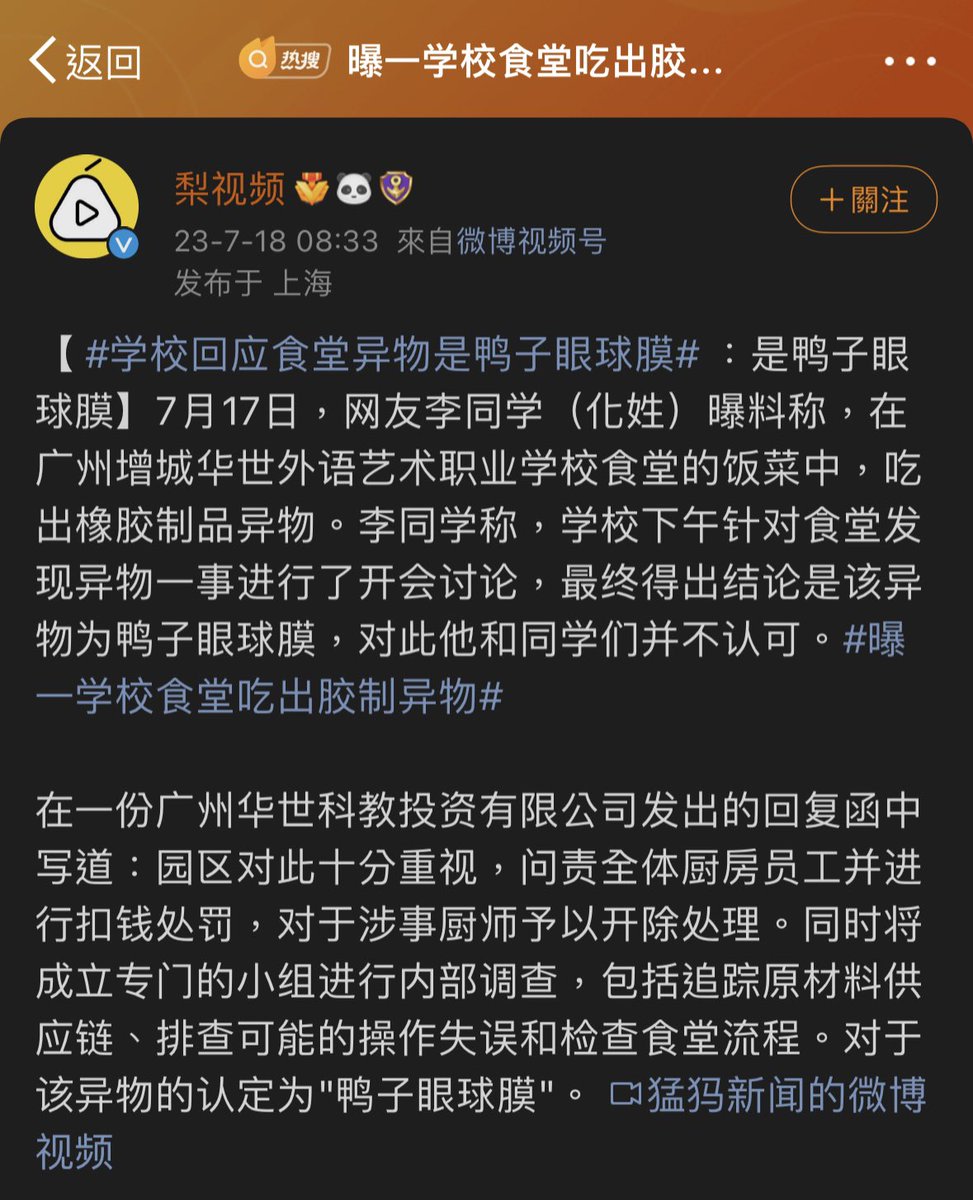 返回
热搜
曝一学校食堂吃出胶...
梨视频
+關注
23-7-18 08:33 來自微博视频号
发布于 上海
【#学校回应食堂异物是鸭子眼球膜#：是鸭子眼
球膜】7月17日，网友李同学（化姓）曝料称，在
广州增城华世外语艺术职业学校食堂的饭菜中，吃
出橡胶制品异物。李同学称，学校下午针对食堂发
现异物一事进行了开会讨论，最终得出结论是该异
物为鸭子眼球膜，对此他和同学们并不认可。#曝
一学校食堂吃出胶制异物#
在一份广州华世科教投资有限公司发出的回复函中
写道：园区对此十分重视，问责全体厨房员工并进
行扣钱处罚，对于涉事厨师予以开除处理。同时将
成立专门的小组进行内部调查，包括追踪原材料供
应链、排查可能的操作失误和检查食堂流程。对于
该异物的认定为"鸭子眼球膜"。猛犸新闻的微博
视频